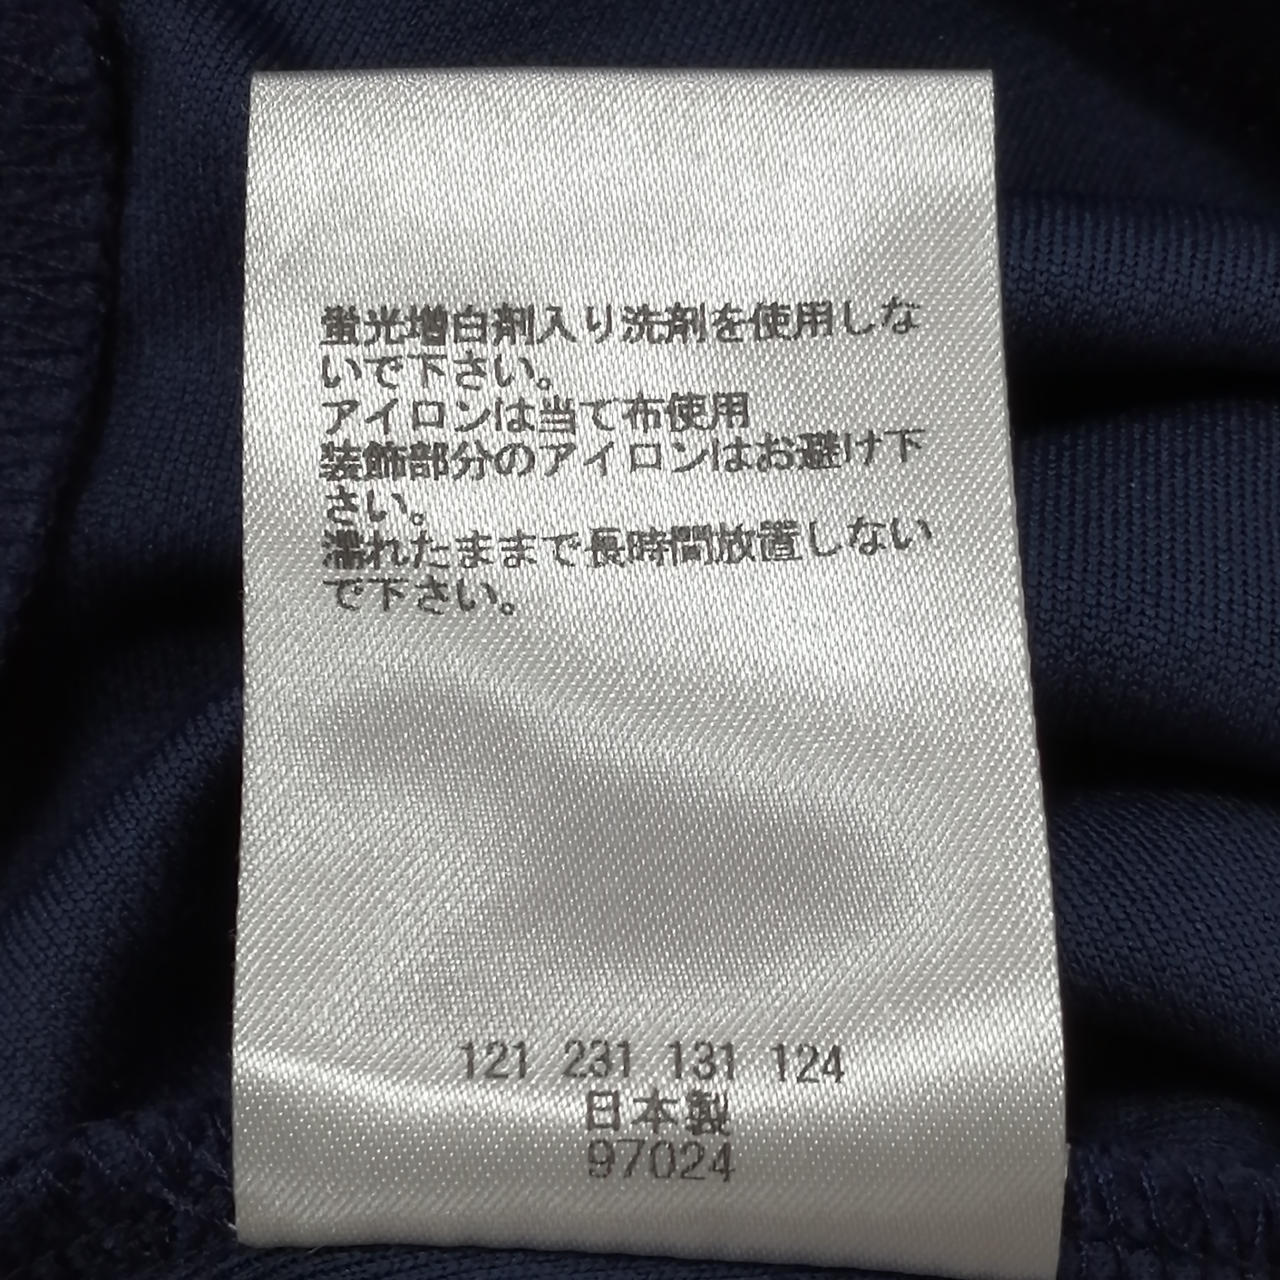 蛍光増白剤入り洗剤を使用しな
いで下さい。
アイロンは当て布使用
装飾部分のアイロンはお避け下
さい。
濡れたままで長時間放置しない
で下さい。
121 231 131 124
日本製
97024